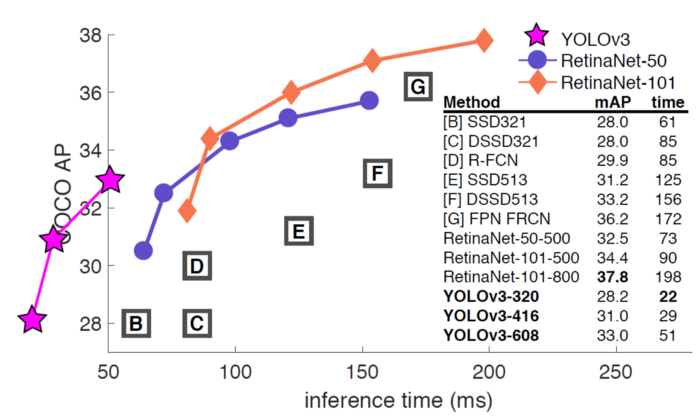 38
36
34
32
30
28
COCO AP
50
100
150
200
250
inference time (ms)
B
C
D
E
F
G
YOLOv3
RetinaNet-50
RetinaNet-101
Method mAP time
[B] SSD321 28.0 61
[C] DSSD321 28.0 85
[D] R-FCN 29.9 85
[E] SSD513 31.2 125
[F] DSSD513 33.2 156
[G] FPN FRCN 36.2 172
RetinaNet-50-500 32.5 73
RetinaNet-101-500 34.4 90
RetinaNet-101-800 37.8 198
YOLOv3-320 28.2 22
YOLOv3-416 31.0 29
YOLOv3-608 33.0 51